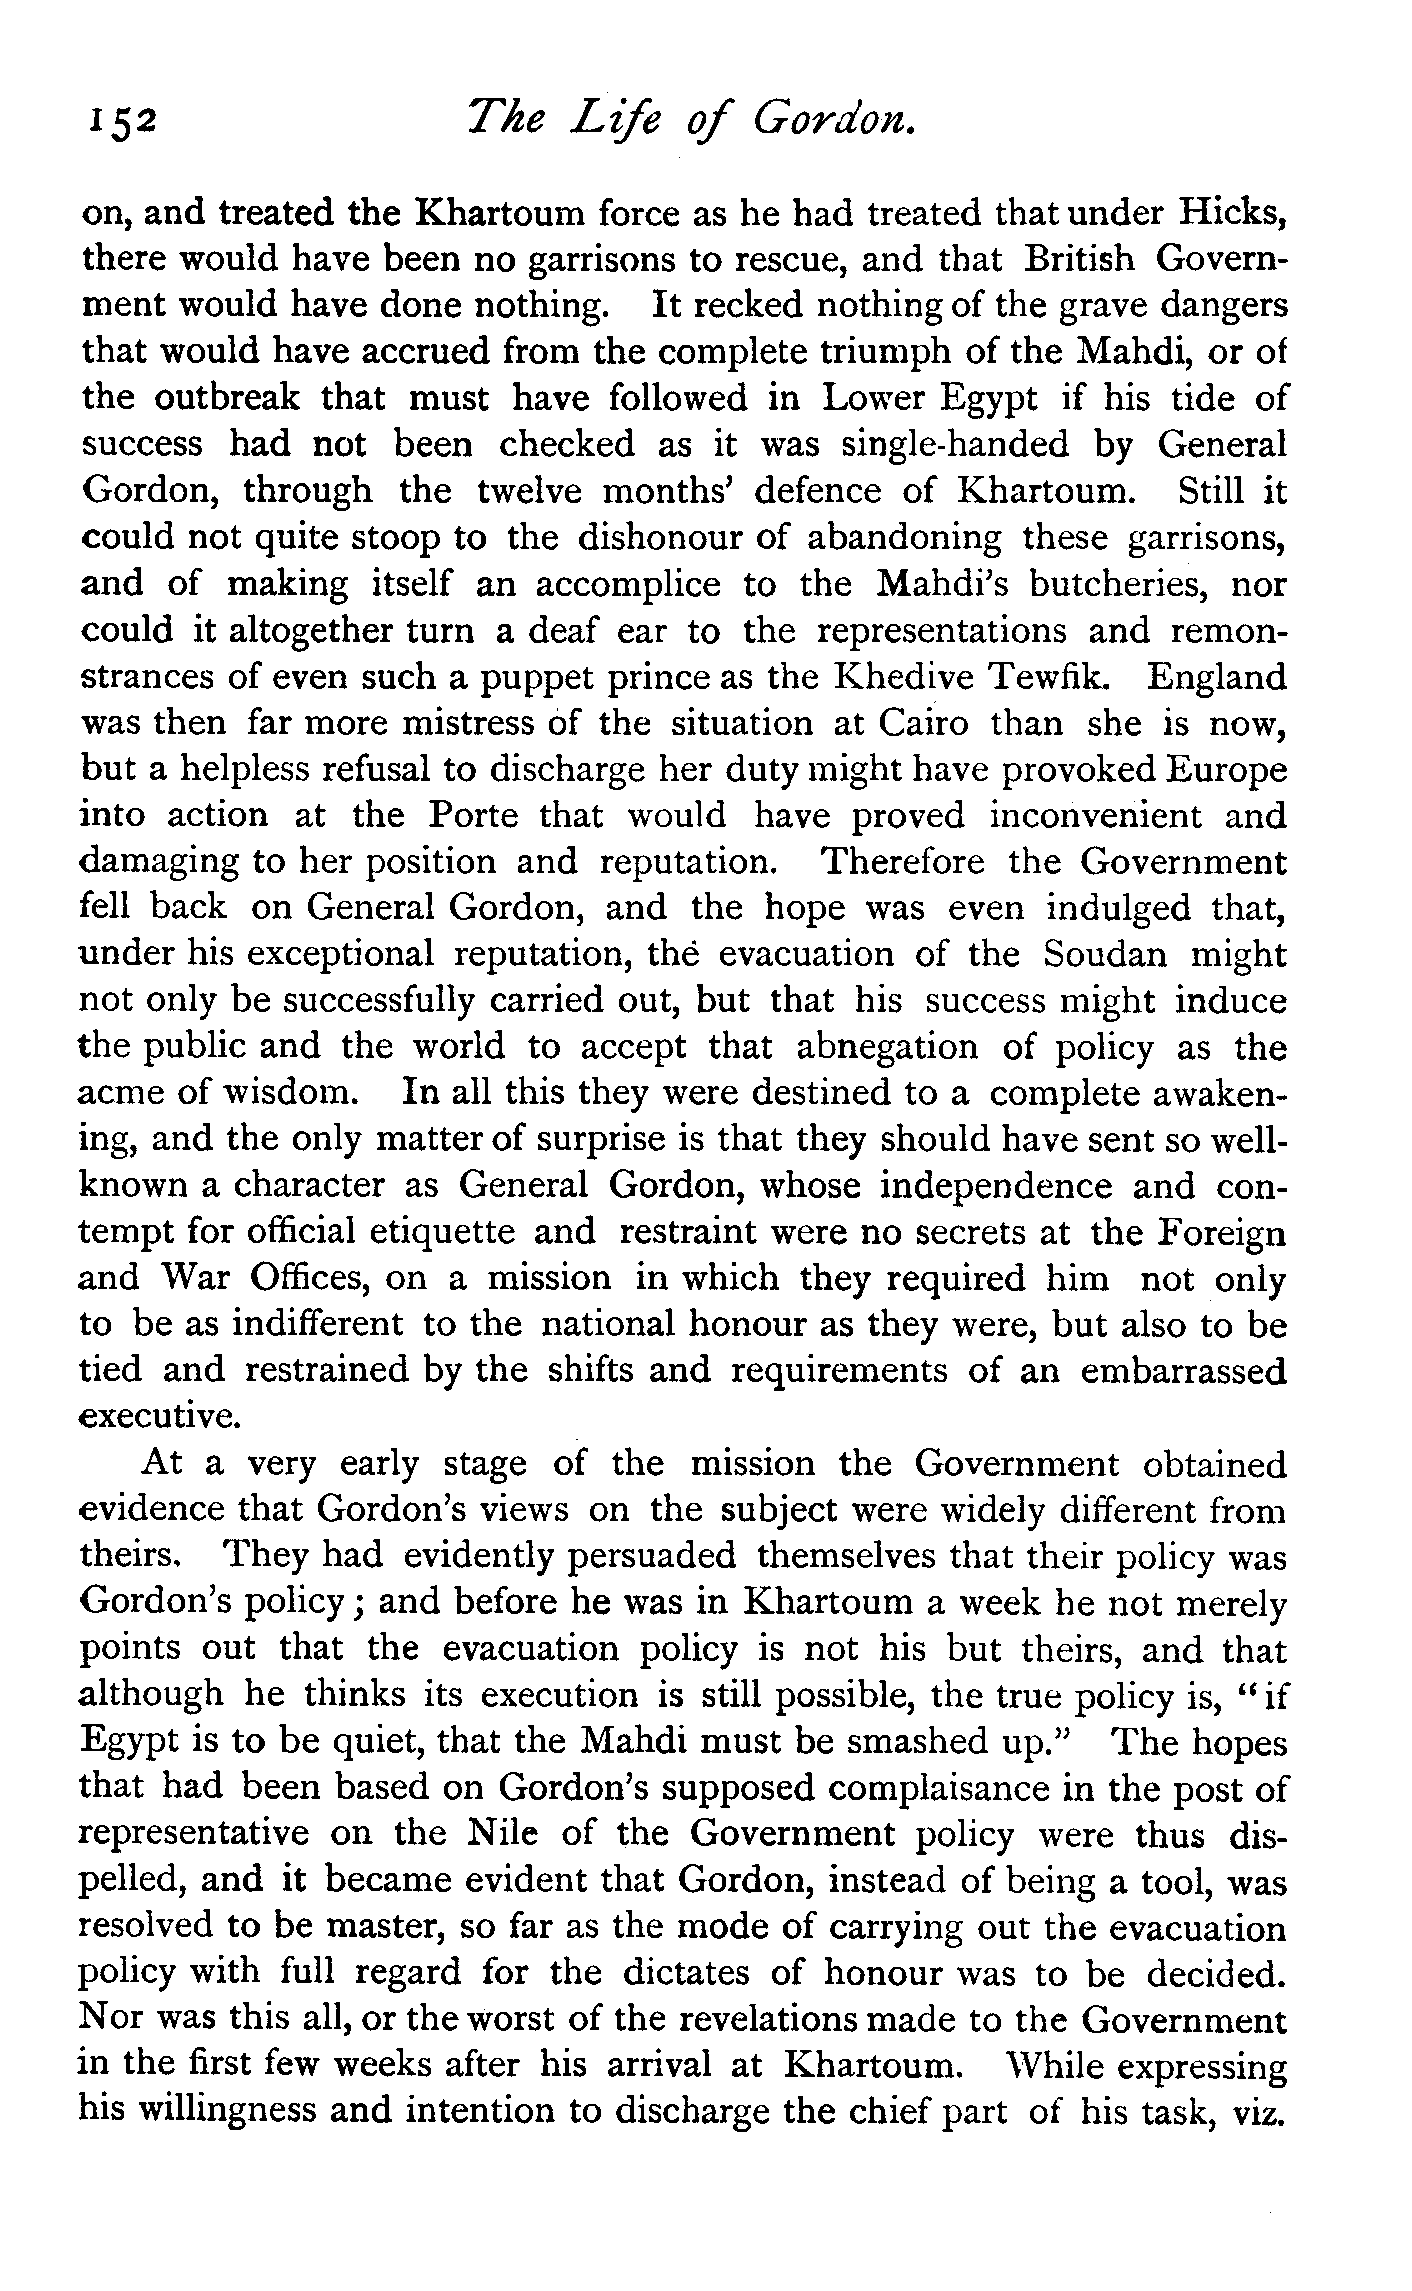 152 The Life of Gordon.
on, and treated the Khartoum force as he had treated that under Hicks,
there would have been no garrisons to rescue, and that British Govern-
ment would have done nothing. It recked nothing of the grave dangers
that would have accrued from the complete triumph of the Mahdi, or of
the outbreak that must have followed in Lower Egypt if his tide of
success had not been checked as it was single-handed by General
Gordon, through the twelve months' defence of Khartoum. Still it
could not quite stoop to the dishonour of abandoning these garrisons,
and of making itself an accomplice to the Mahdi's butcheries, nor
could it altogether turn a deaf ear to the representations and remon-
strances of even such a puppet prince as the Khedive Tewfik. England
was then far more mistress of the situation at Cairo than she is now,
but a helpless refusal to discharge her duty might have provoked Europe
into action at the Porte that would have proved inconvenient and
damaging to her position and reputation. Therefore the Government
fell back on General Gordon, and the hope was even indulged that,
under his exceptional reputation, the evacuation of the Soudan might
not only be successfully carried out, but that his success might induce
the public and the world to accept that abnegation of policy as the
acme of wisdom. In all this they were destined to a complete awaken-
ing, and the only matter of surprise is that they should have sent so well-
known a character as General Gordon, whose independence and con-
tempt for official etiquette and restraint were no secrets at the Foreign
and War Offices, on a mission in which they required him not only
to be as indifferent to the national honour as they were, but also to be
tied and restrained by the shifts and requirements of an embarrassed
executive.
At a very early stage of the mission the Government obtained
evidence that Gordon's views on the subject were widely different from
theirs. They had evidently persuaded themselves that their policy was
Gordon's policy; and before he was in Khartoum a week he not merely
points out that the evacuation policy is not his but theirs, and that
although he thinks its execution is still possible, the true policy is, "if
Egypt is to be quiet, that the Mahdi must be smashed up." The hopes
that had been based on Gordon's supposed complaisance in the post of
representative on the Nile of the Government policy were thus dis-
pelled, and it became evident that Gordon, instead of being a tool, was
resolved to be master, so far as the mode of carrying out the evacuation
policy with full regard for the dictates of honour was to be decided.
Nor was this all, or the worst of the revelations made to the Government
in the first few weeks after his arrival at Khartoum. While expressing
his willingness and intention to discharge the chief part of his task, viz.